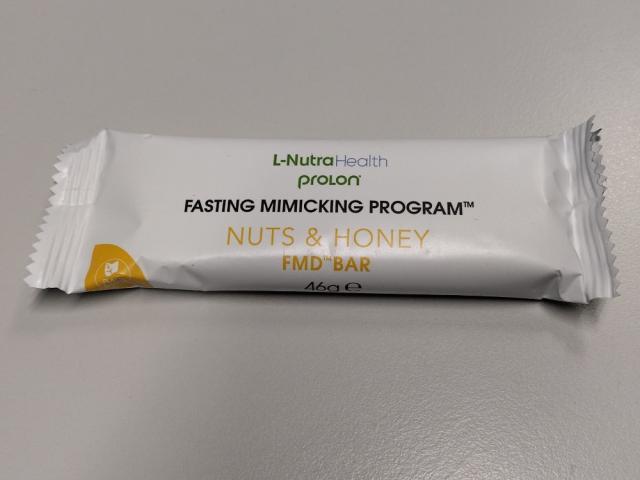 L-NutraHealth
PROLON
FASTING MIMICKING PROGRAM™
NUTS & HONEY
FMD™ BAR
46g e